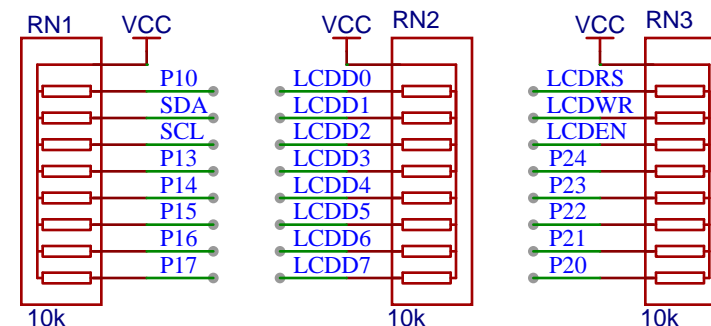 RN1 VCC
P10
SDA
SCL
P13
P14
P15
P16
P17
10k
VCC RN2
LCDD0
LCDD1
LCDD2
LCDD3
LCDD4
LCDD5
LCDD6
LCDD7
10k
VCC RN3
LCDRS
LCDWR
LCDEN
P24
P23
P22
P21
P20
10k